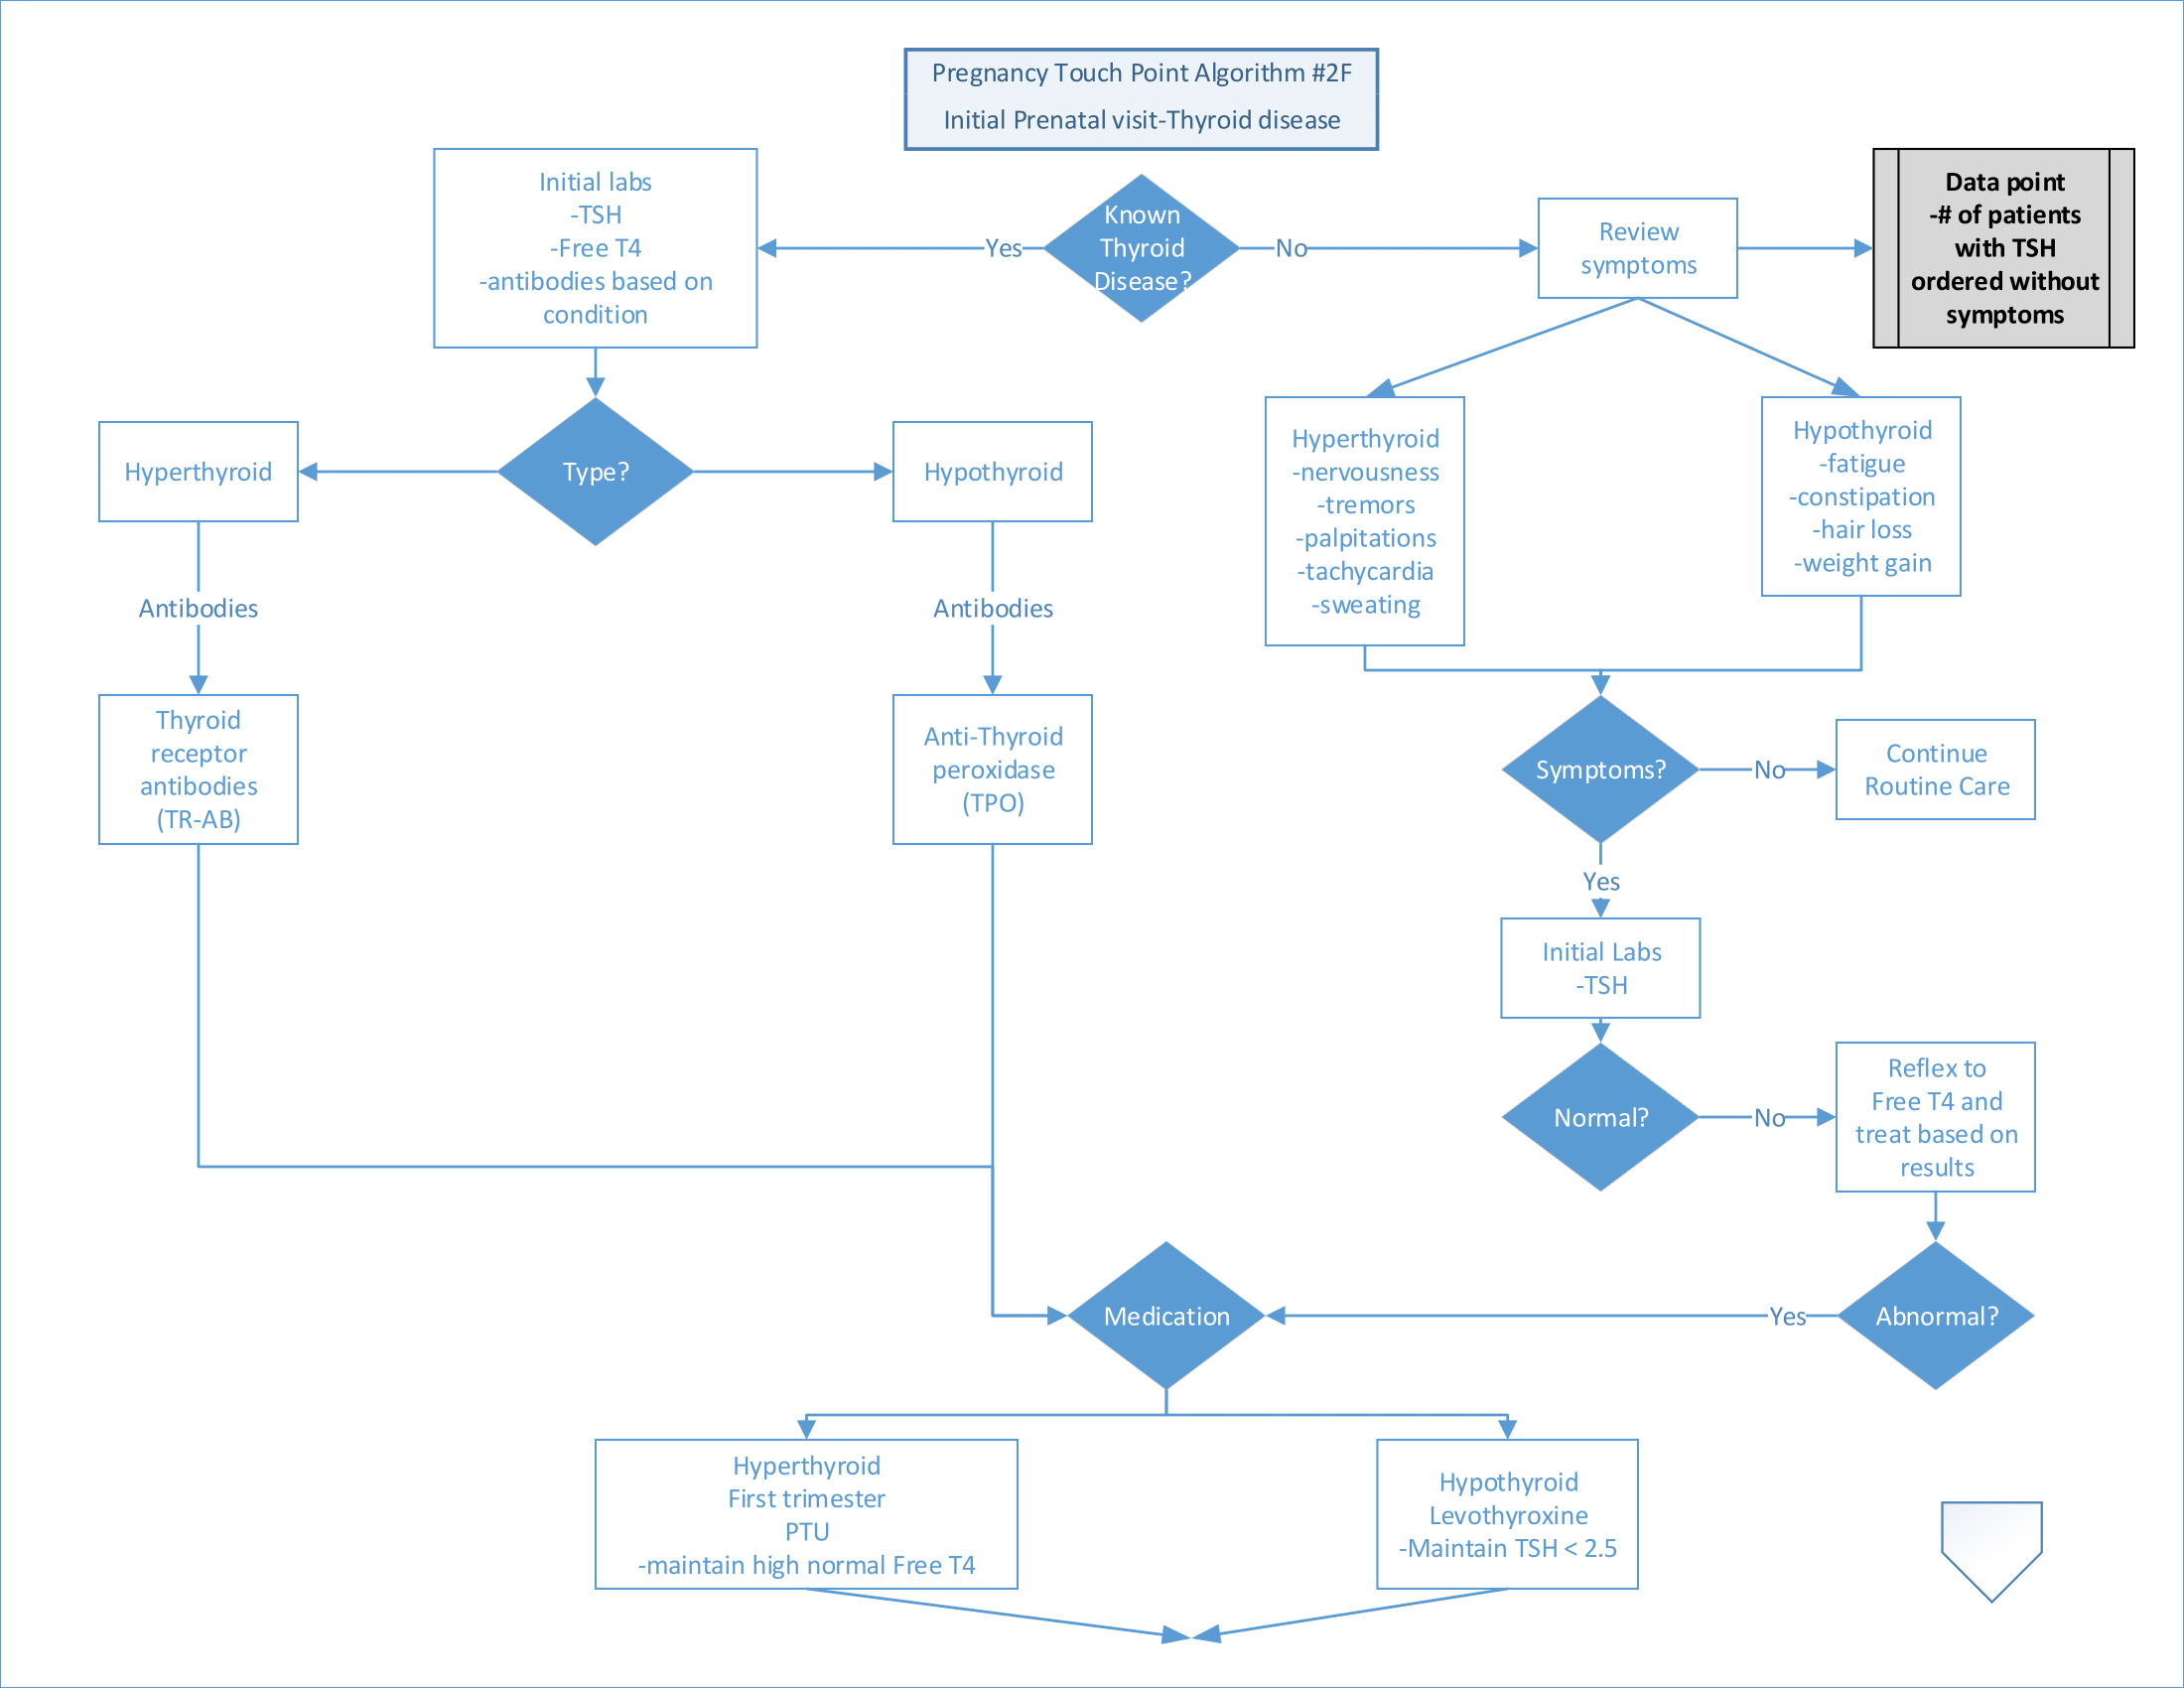 Pregnancy Touch Point Algorithm #2F
Initial Prenatal visit-Thyroid disease
Initial labs
-TSH
-Free T4
-antibodies based on
condition
Yes
Known
Thyroid
Disease?
No
Review
symptoms
Data point
-# of patients
with TSH
ordered without
symptoms
Hyperthyroid
Type?
Hypothyroid
Hyperthyroid
-nervousness
-tremors
-palpitations
-tachycardia
-sweating
Hypothyroid
-fatigue
-constipation
-hair loss
-weight gain
Antibodies
Antibodies
Thyroid
receptor
antibodies
(TR-AB)
Anti-Thyroid
peroxidase
(TPO)
Symptoms?
No
Continue
Routine Care
Yes
Initial Labs
-TSH
Normal?
No
Reflex to
Free T4 and
treat based on
results
Medication
Yes
Abnormal?
Hyperthyroid
First trimester
PTU
-maintain high normal Free T4
Hypothyroid
Levothyroxine
-Maintain TSH < 2.5